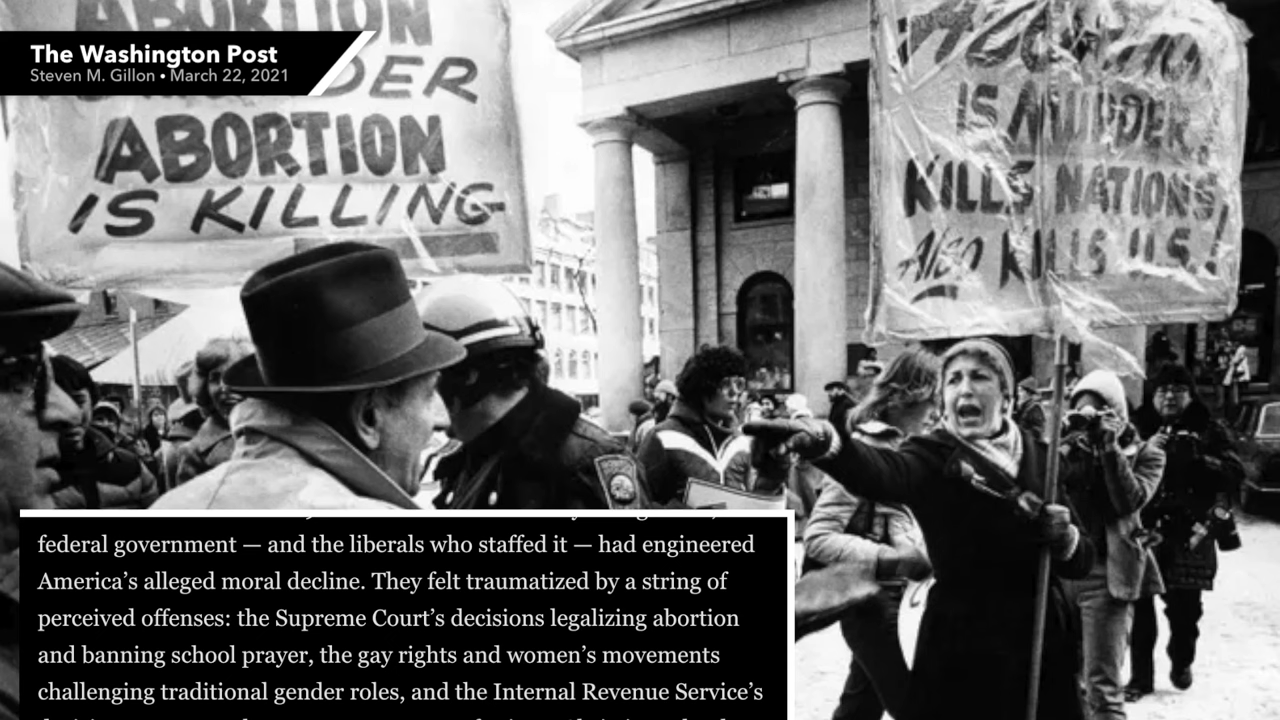 ABORTION
The Washington Post
Steven M. Gillon • March 22, 2021
ABORTION
IS KILLING
IS MURDER,
KILLS NATIONS
ALSO KILLS U.S.!
federal government — and the liberals who staffed it — had engineered
America’s alleged moral decline. They felt traumatized by a string of
perceived offenses: the Supreme Court’s decisions legalizing abortion
and banning school prayer, the gay rights and women’s movements
challenging traditional gender roles, and the Internal Revenue Service’s